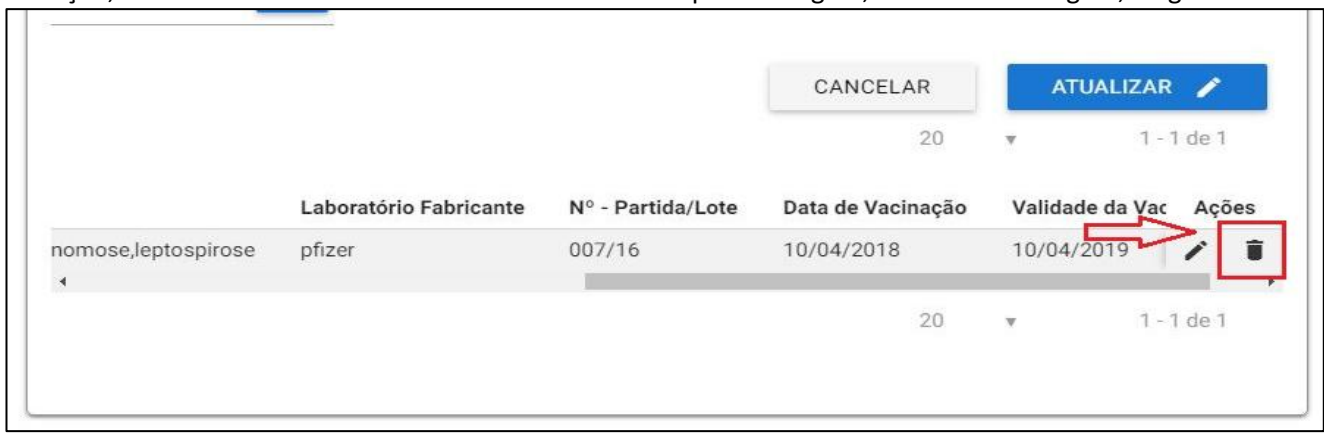 CANCELAR ATUALIZAR
20 1 - 1 de 1
Laboratório Fabricante Nº - Partida/Lote Data de Vacinação Validade da Vac Ações
nomose,leptospirose pfizer 007/16 10/04/2018 10/04/2019
20 1 - 1 de 1